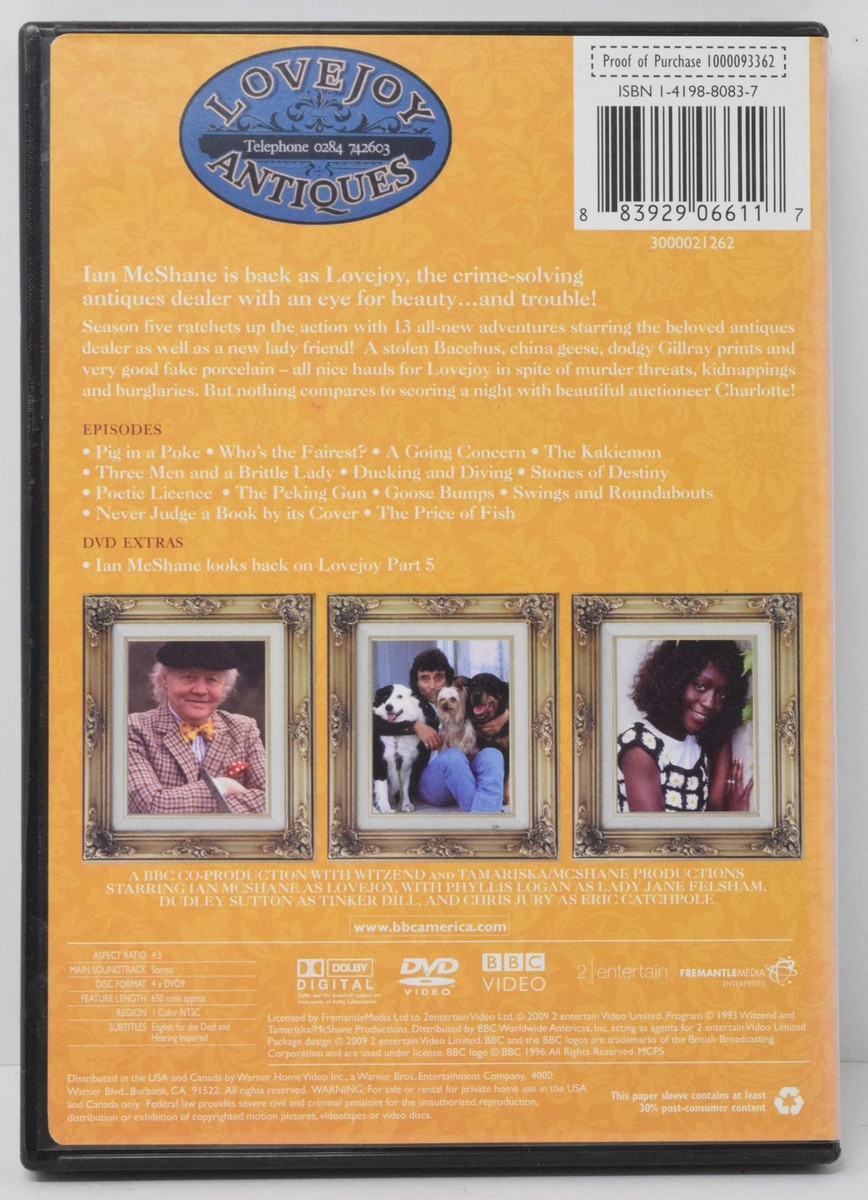 LOVEJOY
Telephone 0284 742603
ANTIQUES
Proof of Purchase 1000093362
ISBN 1-4198-8083-7
8 83929 06611 7
3000021262
Ian McShane is back as Lovejoy, the crime-solving
antiques dealer with an eye for beauty...and trouble!
Season five ratchets up the action with 13 all-new adventures starring the beloved antiques
dealer as well as a new lady friend! A stolen Bacchus, china geese, dodgy Gillray prints and
very good fake porcelain – all nice hauls for Lovejoy in spite of murder threats, kidnappings
and burglaries. But nothing compares to scoring a night with beautiful auctioneer Charlotte!
EPISODES
• Pig in a Poke • Who's the Fairest? • A Going Concern • The Kakiemon
• Three Men and a Brittle Lady • Ducking and Diving • Stones of Destiny
• Poetic Licence • The Peking Gun • Goose Bumps • Swings and Roundabouts
• Never Judge a Book by its Cover • The Price of Fish
DVD EXTRAS
• Ian McShane looks back on Lovejoy Part 5
A BBC CO-PRODUCTION WITH WITZEND AND TAMARISKA/MCSHANE PRODUCTIONS
STARRING IAN MCSHANE AS LOVEJOY, WITH PHYLLIS LOGAN AS LADY JANE FELSHAM,
DUDLEY SUTTON AS TINKER DILL, AND CHRIS JURY AS ERIC CATCHPOLE
www.bbcamerica.com
ASPECT RATIO 4:3
MAIN SOUNDTRACK Stereo
DISC FORMAT 4 x DVD9
FEATURE LENGTH 650 mins approx
REGION 1 Color NTSC
SUBTITLES English for the Deaf and
Hearing Impaired
DOLBY
DIGITAL
Dolby and the double-D symbol are
trademarks of Dolby Laboratories.
DVD
VIDEO
BBC
VIDEO
2 | entertain
FREMANTLEMEDIA
ENTERPRISES
Licensed by FremantleMedia Ltd to 2entertain Video Ltd. © 2009 2 entertain Video Limited. Program © 1993 Witzend and
Tamariska/McShane Productions. Distributed by BBC Worldwide Americas, Inc. acting as agents for 2 entertain Video Limited
Package design © 2009 2 entertain Video Limited. BBC and the BBC logos are trademarks of the British Broadcasting
Corporation and are used under license. BBC logo © BBC 1996. All Rights Reserved. MCPS
Distributed in the USA and Canada by Warner Home Video Inc., a Warner Bros. Entertainment Company. 4000
Warner Blvd., Burbank, CA 91522. All rights reserved. WARNING: For sale or rental for private home use in the USA
and Canada only. Federal law provides severe civil and criminal penalties for the unauthorized reproduction,
distribution or exhibition of copyrighted motion pictures, videotapes or video discs.
This paper sleeve contains at least
30% post-consumer content